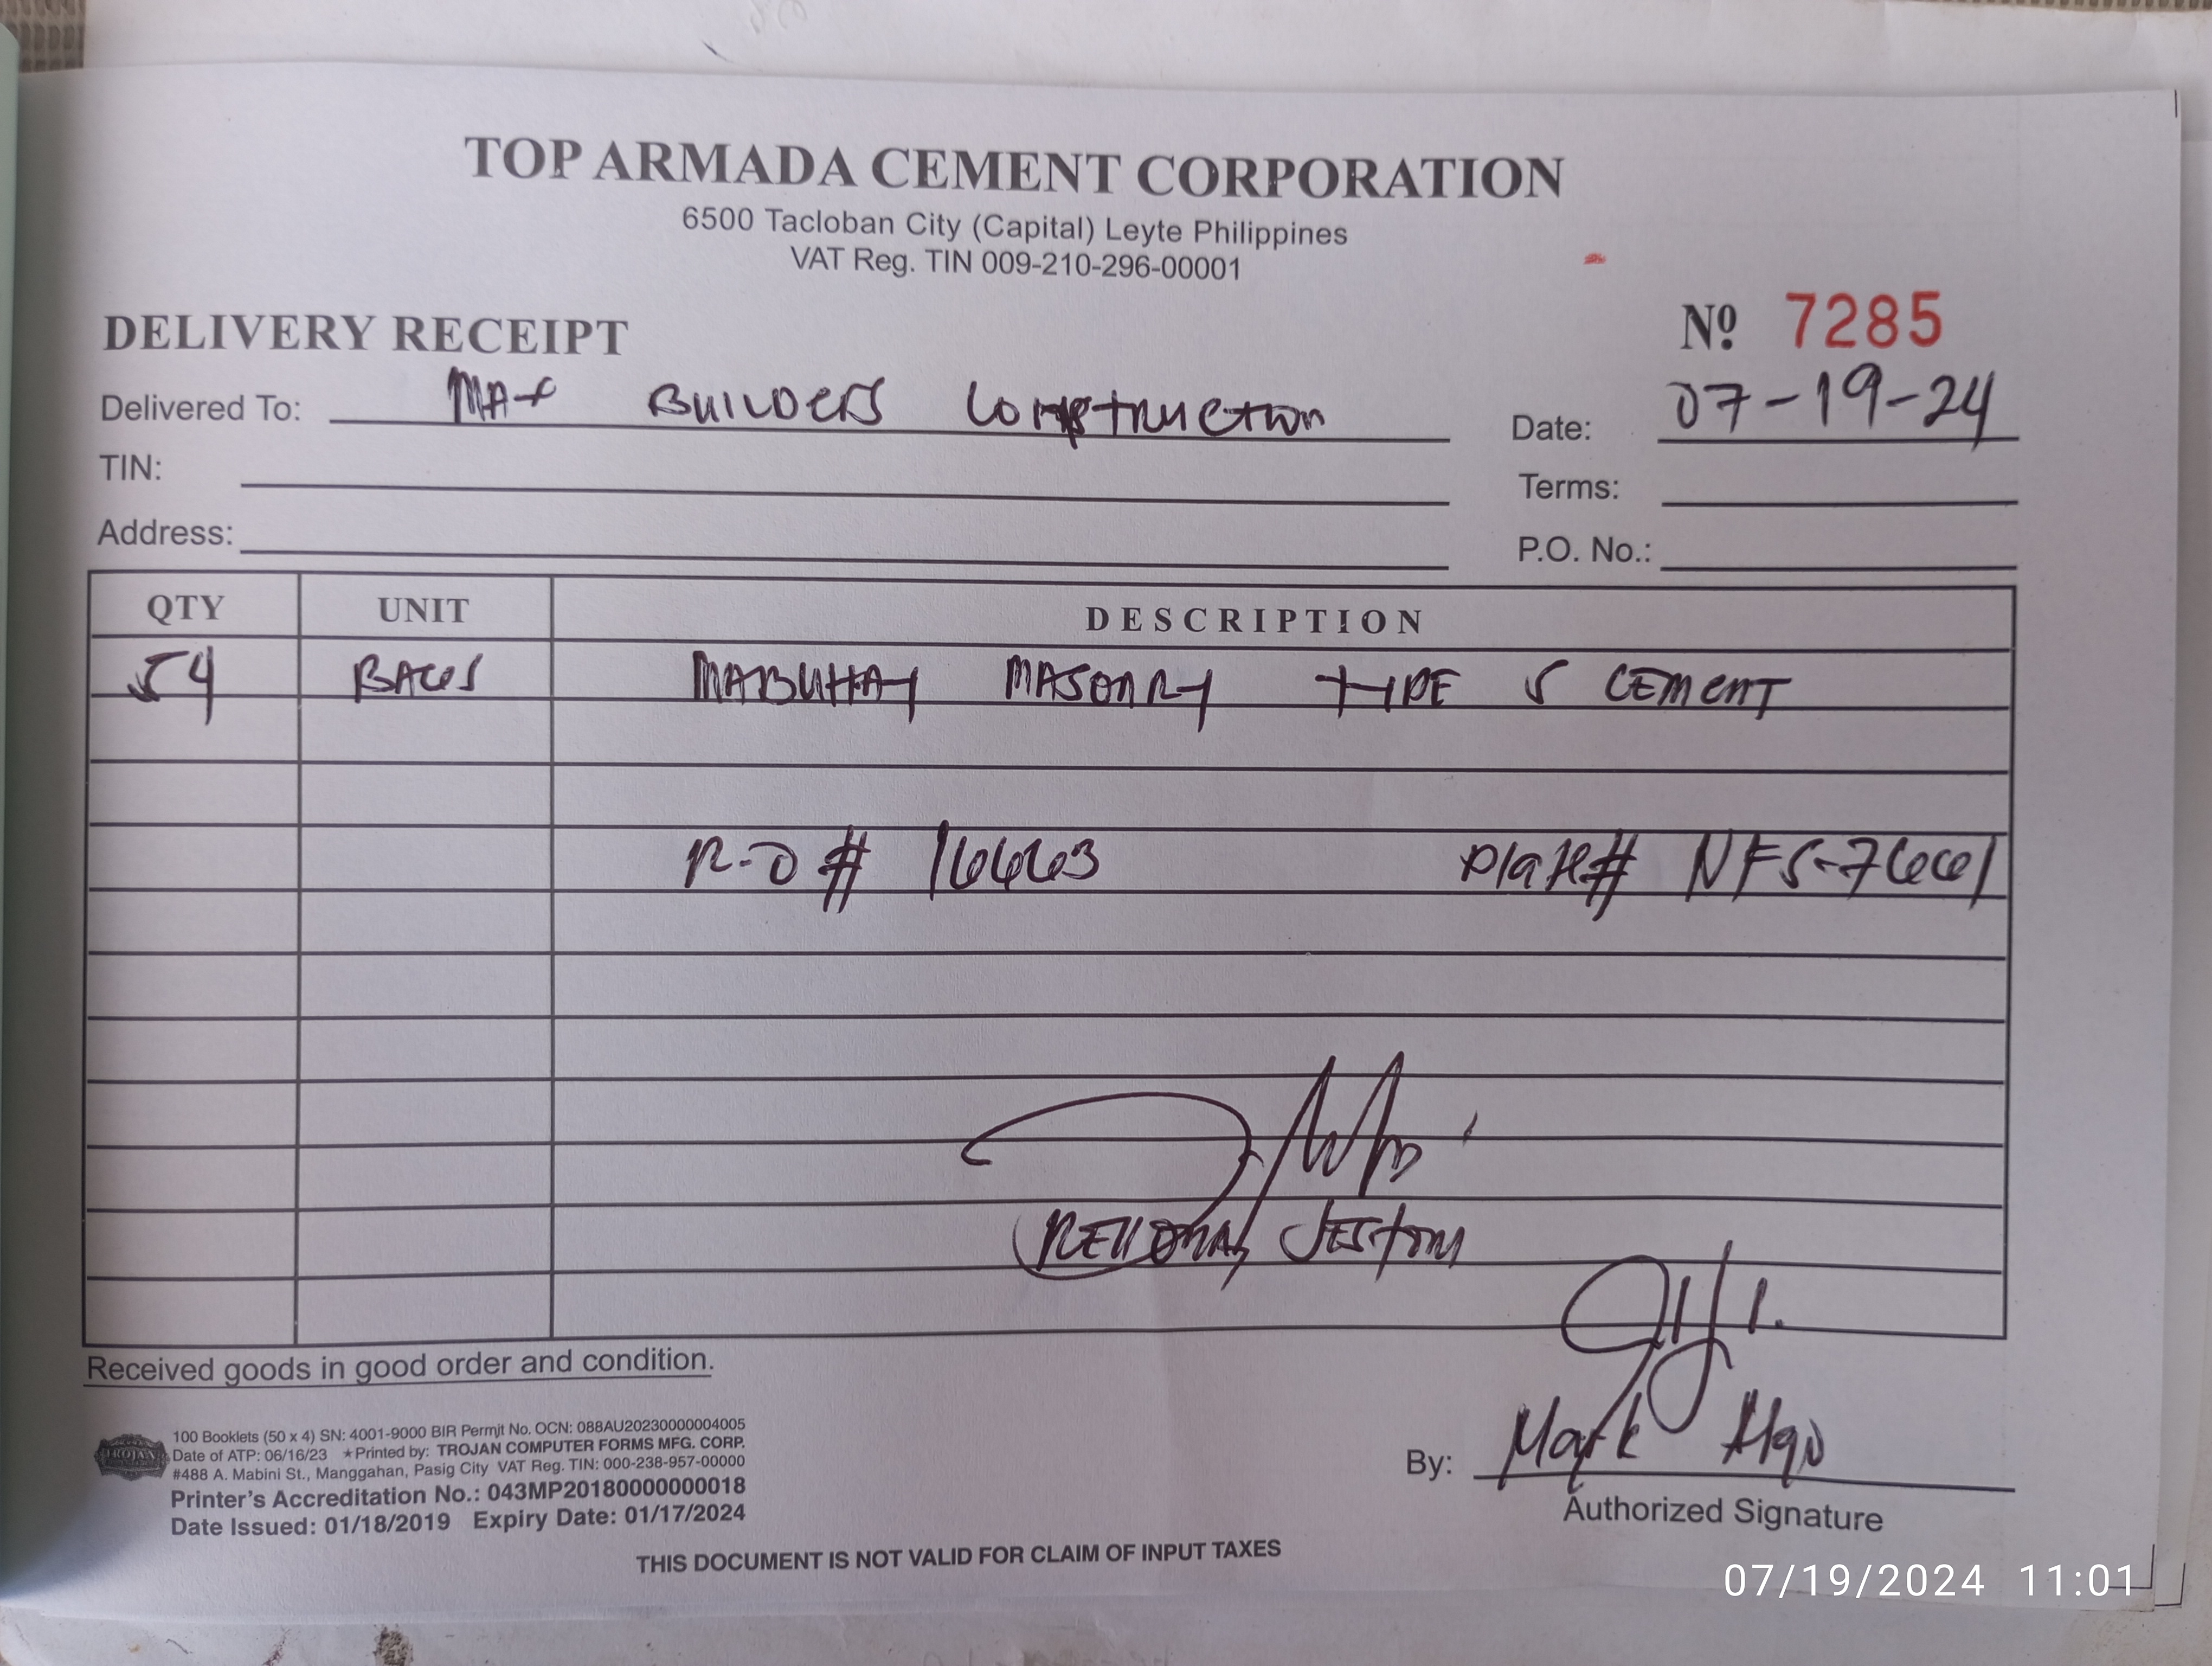 TOP ARMADA CEMENT CORPORATION
6500 Tacloban City (Capital) Leyte Philippines
VAT Reg. TIN 009-210-296-00001
DELIVERY RECEIPT
Nº 7285
Delivered To: BUILDERS Construction
Date: 07-19-24
TIN:
Terms:
Address:
P.O. No.:
QTY UNIT DESCRIPTION
54 BAGS MABUHAY MASONRY TYPE S CEMENT
R-O # 16663 Plate# NFS-7661
Received goods in good order and condition.
100 Booklets (50 x 4) SN: 4001-9000 BIR Permit No. OCN: 088AU20230000004005
Date of ATP: 06/16/23 ★Printed by: TROJAN COMPUTER FORMS MFG. CORP.
#488 A. Mabini St., Manggahan, Pasig City VAT Reg. TIN: 000-238-957-00000
Printer's Accreditation No.: 043MP20180000000018
Date Issued: 01/18/2019 Expiry Date: 01/17/2024
TROJAN
By: Mark
Authorized Signature
THIS DOCUMENT IS NOT VALID FOR CLAIM OF INPUT TAXES
07/19/2024 11:01